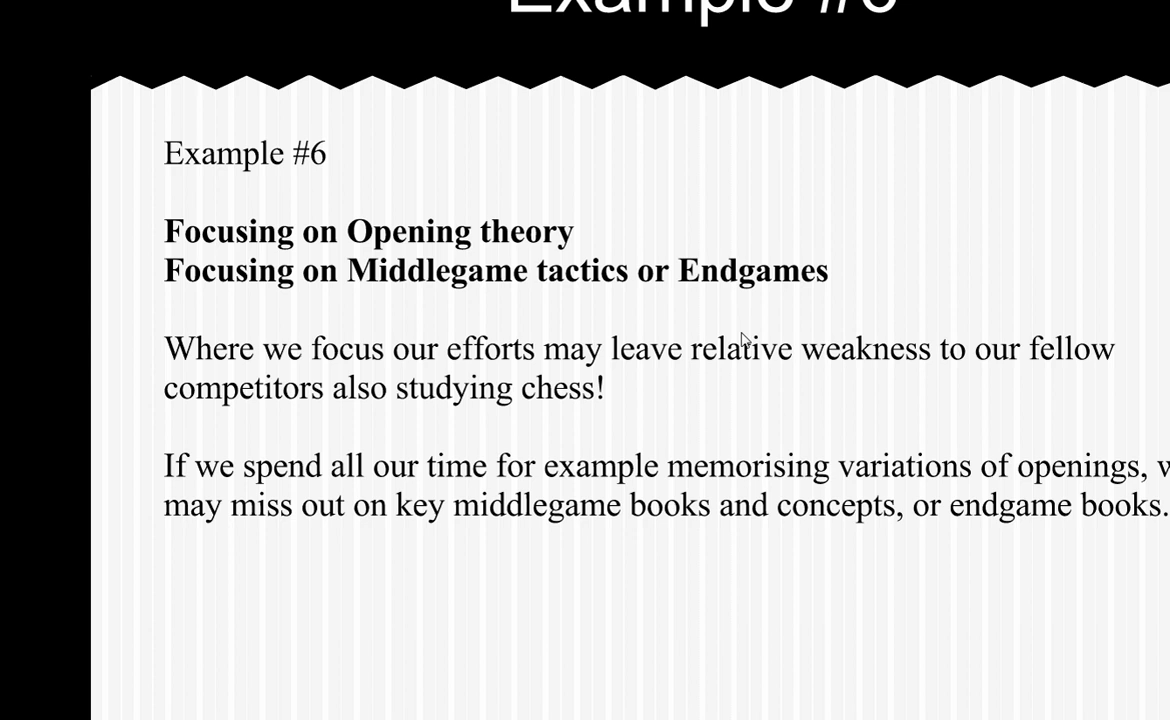 Example #6
Example #6
Focusing on Opening theory
Focusing on Middlegame tactics or Endgames
Where we focus our efforts may leave relative weakness to our fellow
competitors also studying chess!
If we spend all our time for example memorising variations of openings,
may miss out on key middlegame books and concepts, or endgame books.